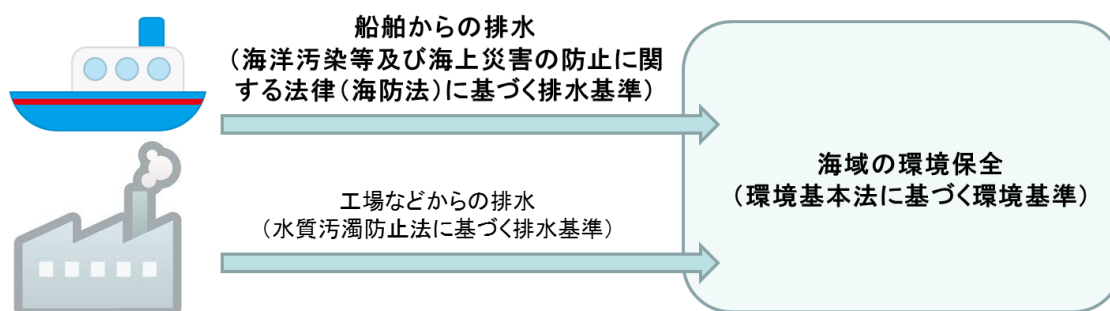 船舶からの排水
(海洋汚染等及び海上災害の防止に関
する法律(海防法)に基づく排水基準)
工場などからの排水
(水質汚濁防止法に基づく排水基準)
海域の環境保全
(環境基本法に基づく環境基準)